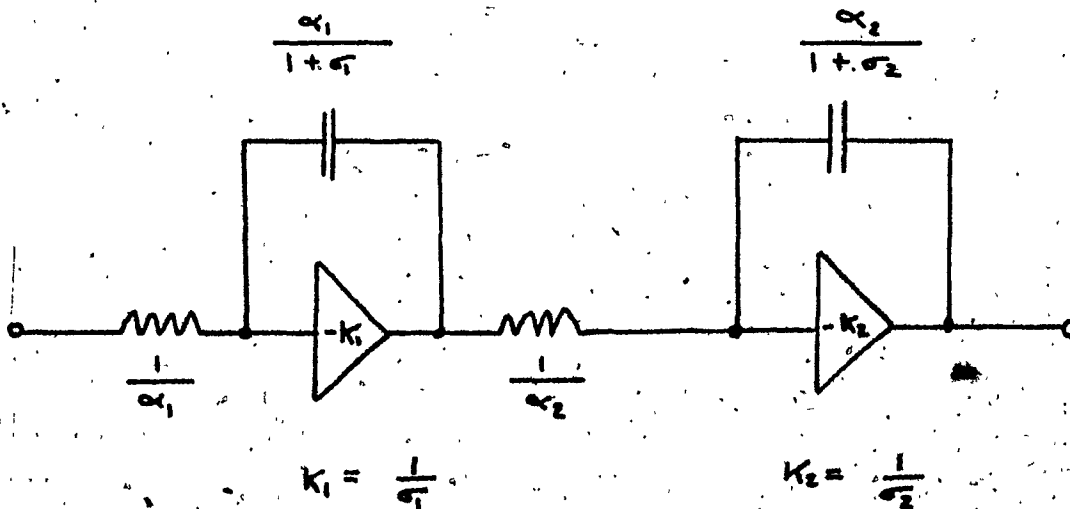 α₁ / 1 + σ₁
α₂ / 1 + σ₂
-K₁
-K₂
1 / α₁
1 / α₂
K₁ = 1 / σ₁
K₂ = 1 / σ₂